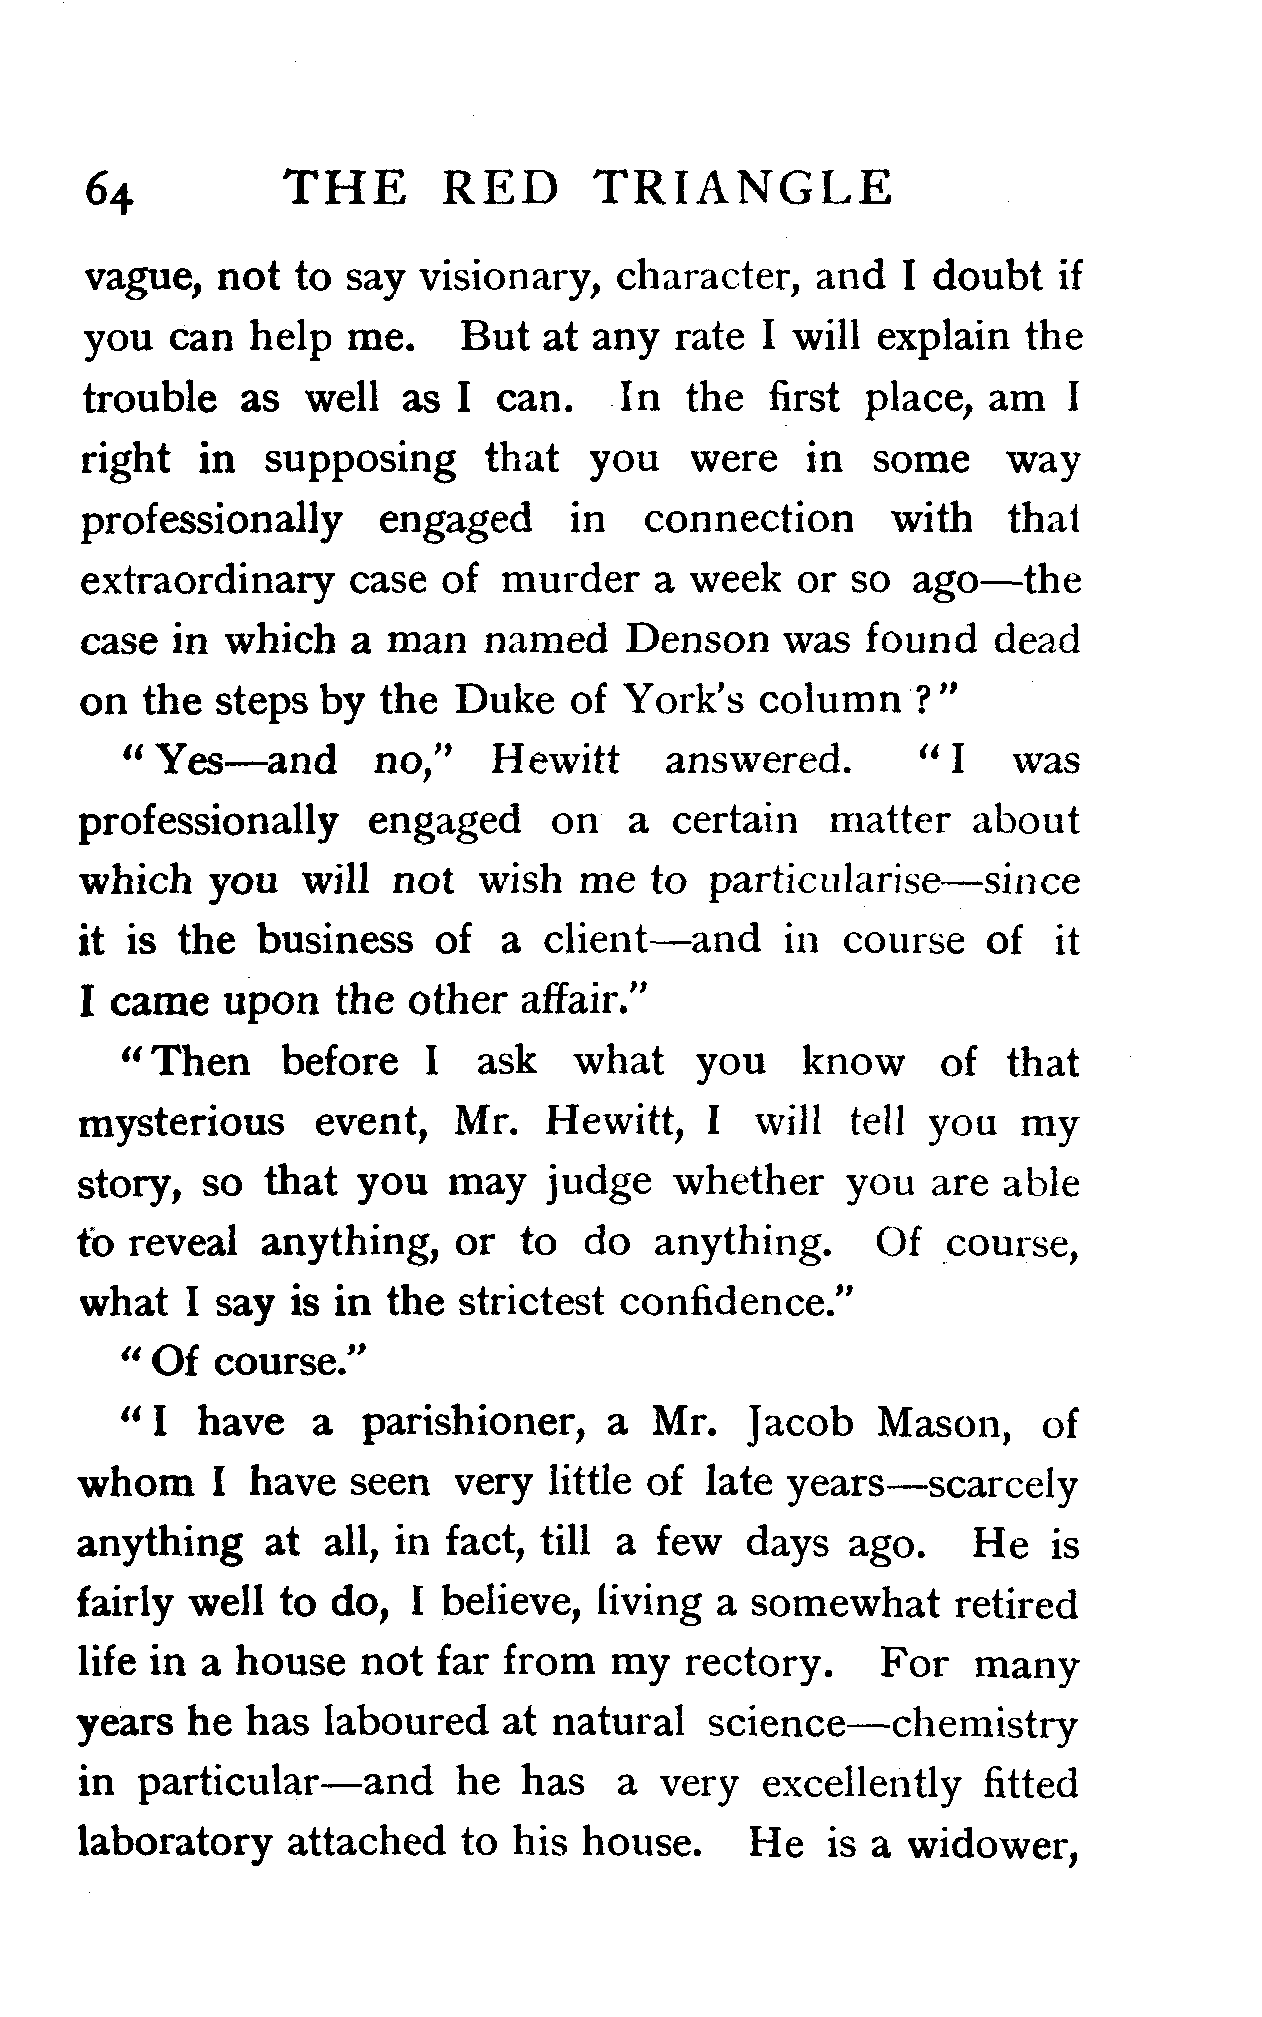 64 THE RED TRIANGLE
vague, not to say visionary, character, and I doubt if
you can help me. But at any rate I will explain the
trouble as well as I can. In the first place, am I
right in supposing that you were in some way
professionally engaged in connection with that
extraordinary case of murder a week or so ago—the
case in which a man named Denson was found dead
on the steps by the Duke of York's column ?"
" Yes—and no," Hewitt answered. " I was
professionally engaged on a certain matter about
which you will not wish me to particularise—since
it is the business of a client—and in course of it
I came upon the other affair."
" Then before I ask what you know of that
mysterious event, Mr. Hewitt, I will tell you my
story, so that you may judge whether you are able
to reveal anything, or to do anything. Of course,
what I say is in the strictest confidence."
" Of course."
" I have a parishioner, a Mr. Jacob Mason, of
whom I have seen very little of late years—scarcely
anything at all, in fact, till a few days ago. He is
fairly well to do, I believe, living a somewhat retired
life in a house not far from my rectory. For many
years he has laboured at natural science—chemistry
in particular—and he has a very excellently fitted
laboratory attached to his house. He is a widower,